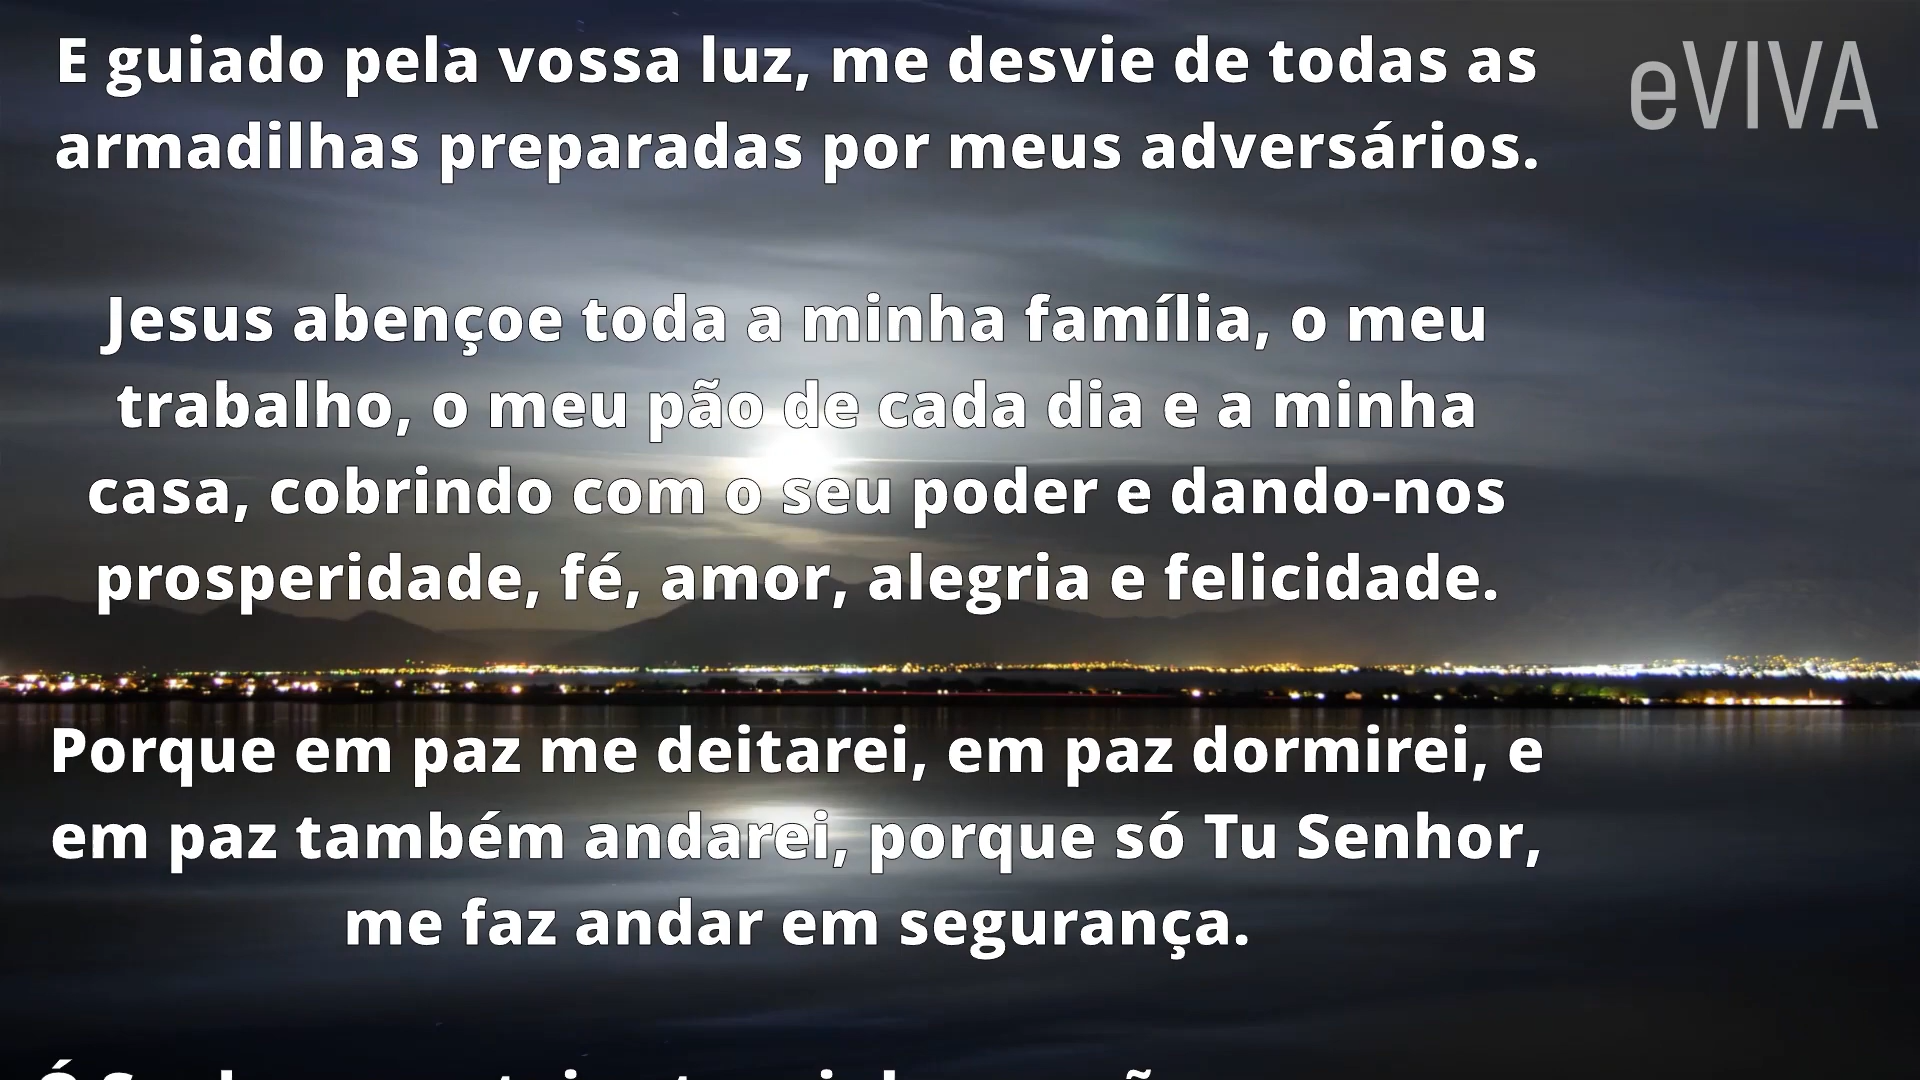 E guiado pela vossa luz, me desvie de todas as
armadilhas preparadas por meus adversários.
eVIVA
Jesus abençoe toda a minha família, o meu
trabalho, o meu pão de cada dia e a minha
casa, cobrindo com o seu poder e dando-nos
prosperidade, fé, amor, alegria e felicidade.
Porque em paz me deitarei, em paz dormirei, e
em paz também andarei, porque só Tu Senhor,
me faz andar em segurança.